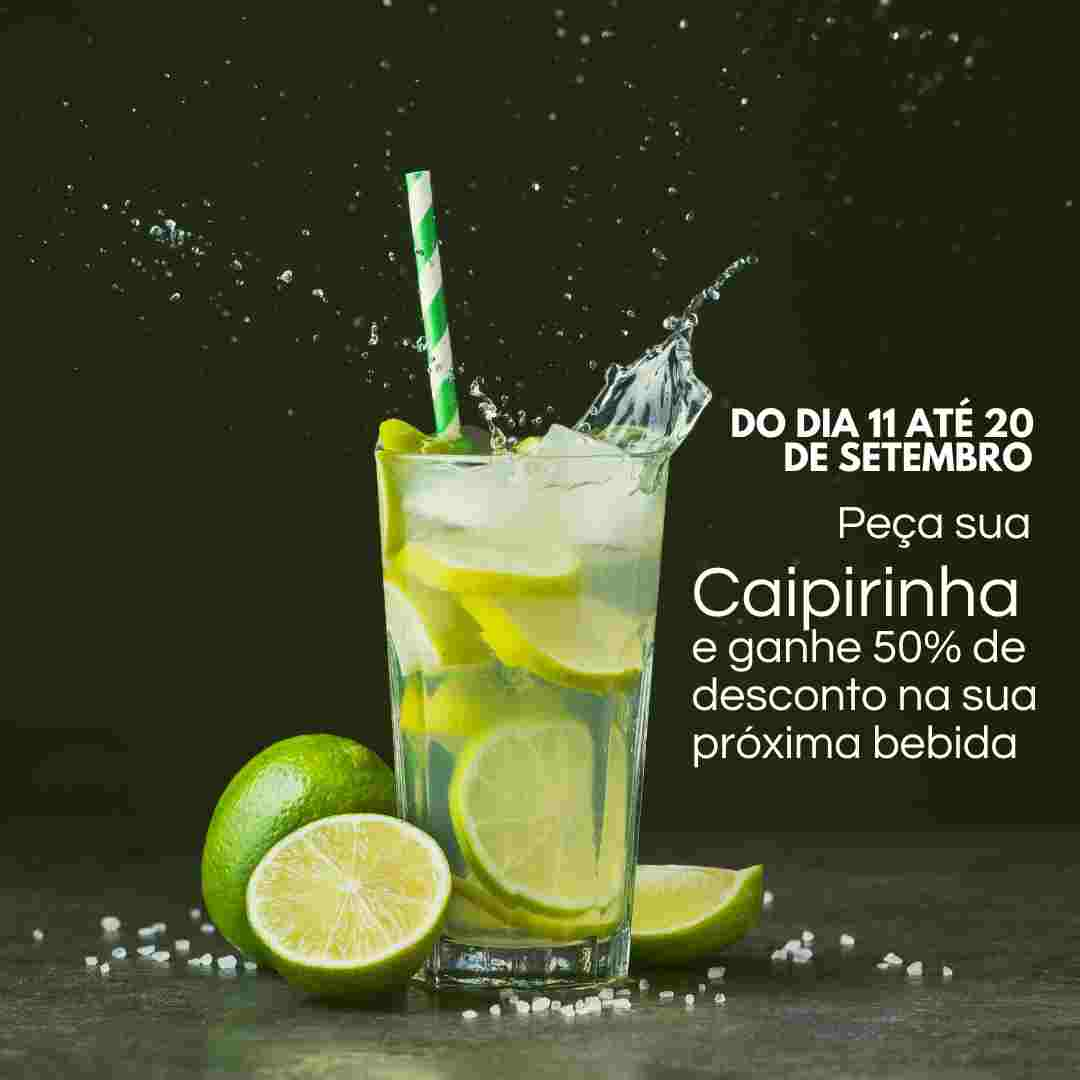 DO DIA 11 ATÉ 20
DE SETEMBRO
Peça sua
Caipirinha
e ganhe 50% de
desconto na sua
próxima bebida